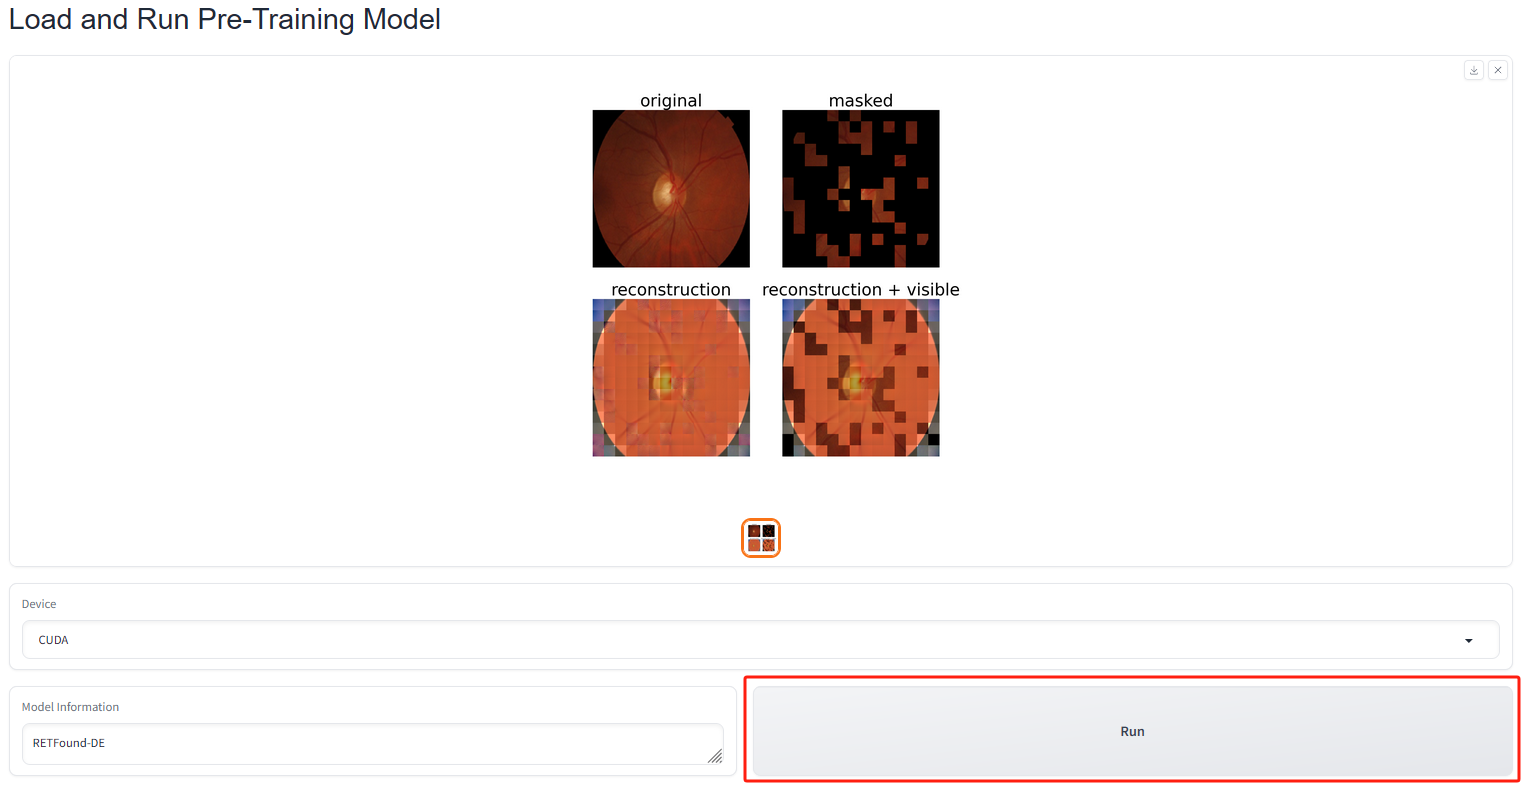 Load and Run Pre-Training Model
original
masked
reconstruction
reconstruction + visible
Device
CUDA
Model Information
RETFound-DE
Run